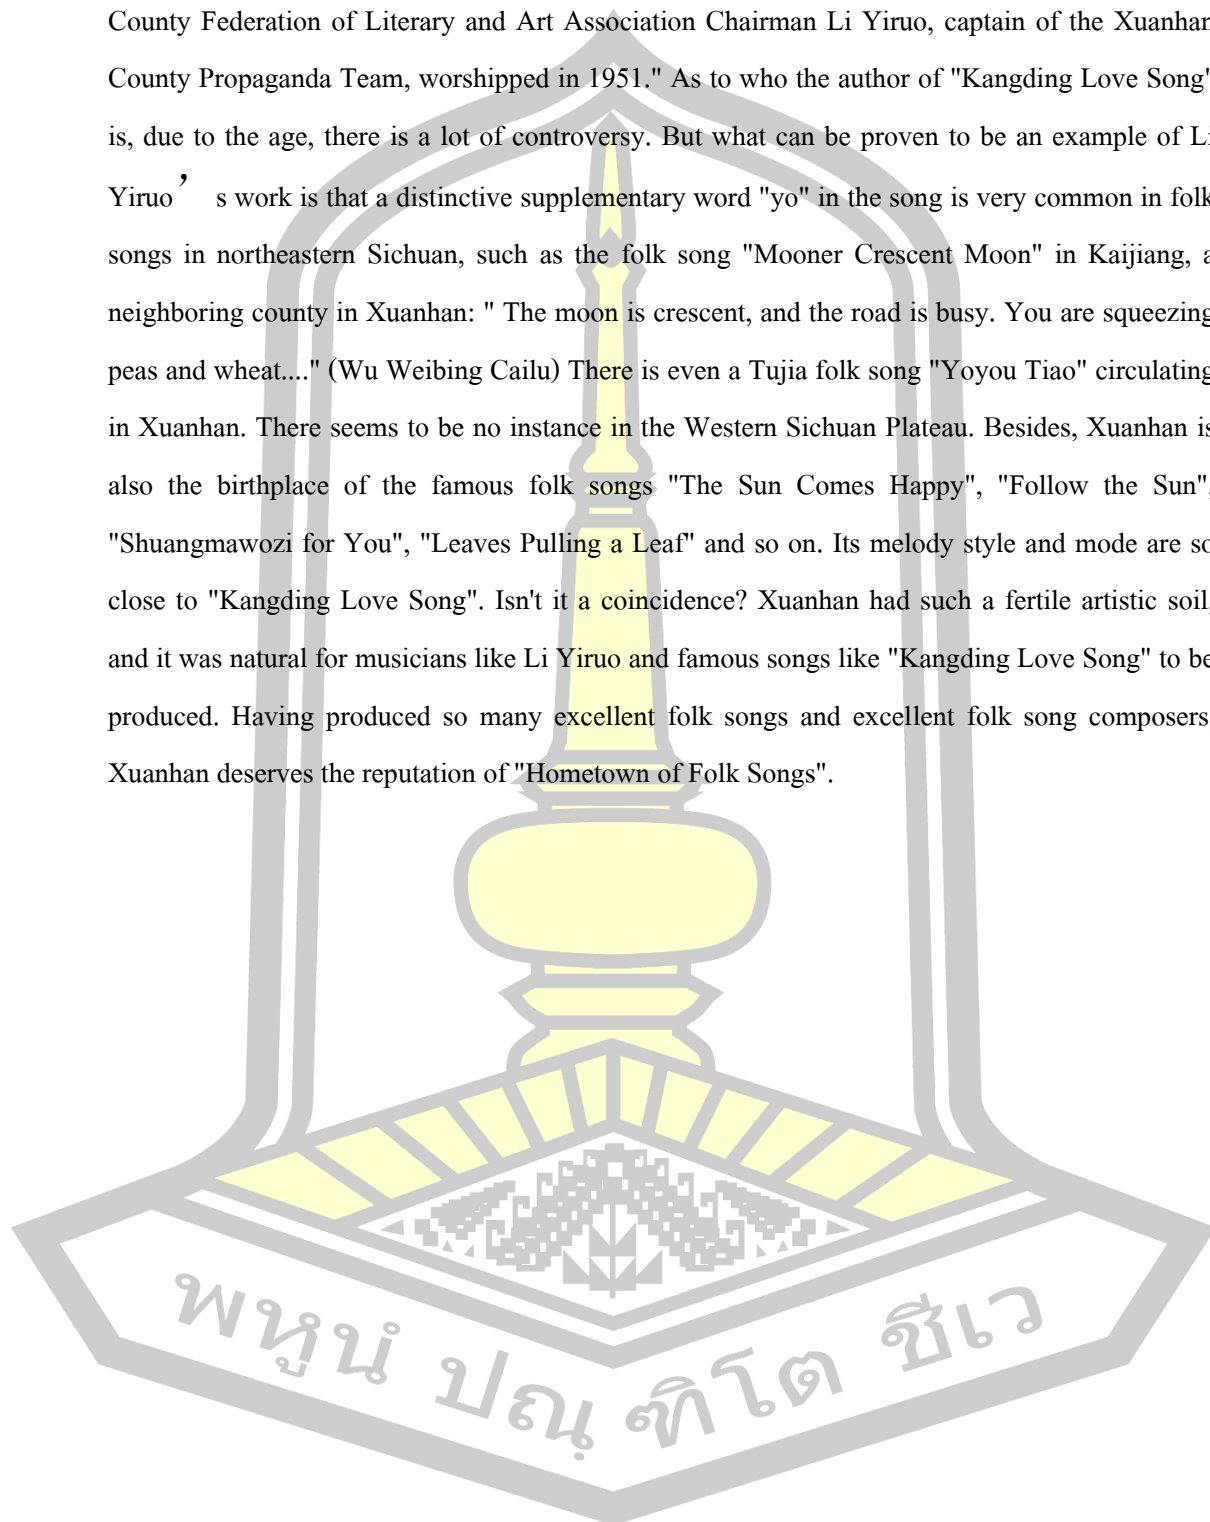 County Federation of Literary and Art Association Chairman Li Yiruo, captain of the Xuanhan
County Propaganda Team, worshipped in 1951." As to who the author of "Kangding Love Song"
is, due to the age, there is a lot of controversy. But what can be proven to be an example of Li
Yiruo’ s work is that a distinctive supplementary word "yo" in the song is very common in folk
songs in northeastern Sichuan, such as the folk song "Mooner Crescent Moon" in Kaijiang, a
neighboring county in Xuanhan: " The moon is crescent, and the road is busy. You are squeezing
peas and wheat...." (Wu Weibing Cailu) There is even a Tujia folk song "Yoyou Tiao" circulating
in Xuanhan. There seems to be no instance in the Western Sichuan Plateau. Besides, Xuanhan is
also the birthplace of the famous folk songs "The Sun Comes Happy", "Follow the Sun",
"Shuangmawozi for You", "Leaves Pulling a Leaf" and so on. Its melody style and mode are so
close to "Kangding Love Song". Isn't it a coincidence? Xuanhan had such a fertile artistic soil,
and it was natural for musicians like Li Yiruo and famous songs like "Kangding Love Song" to be
produced. Having produced so many excellent folk songs and excellent folk song composers
Xuanhan deserves the reputation of "Hometown of Folk Songs".
พหูนํ ปณฺฑิโต ชีเว